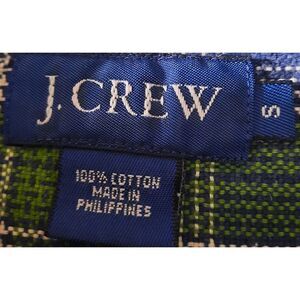 J.CREW
S
100% COTTON
MADE IN
PHILIPPINES